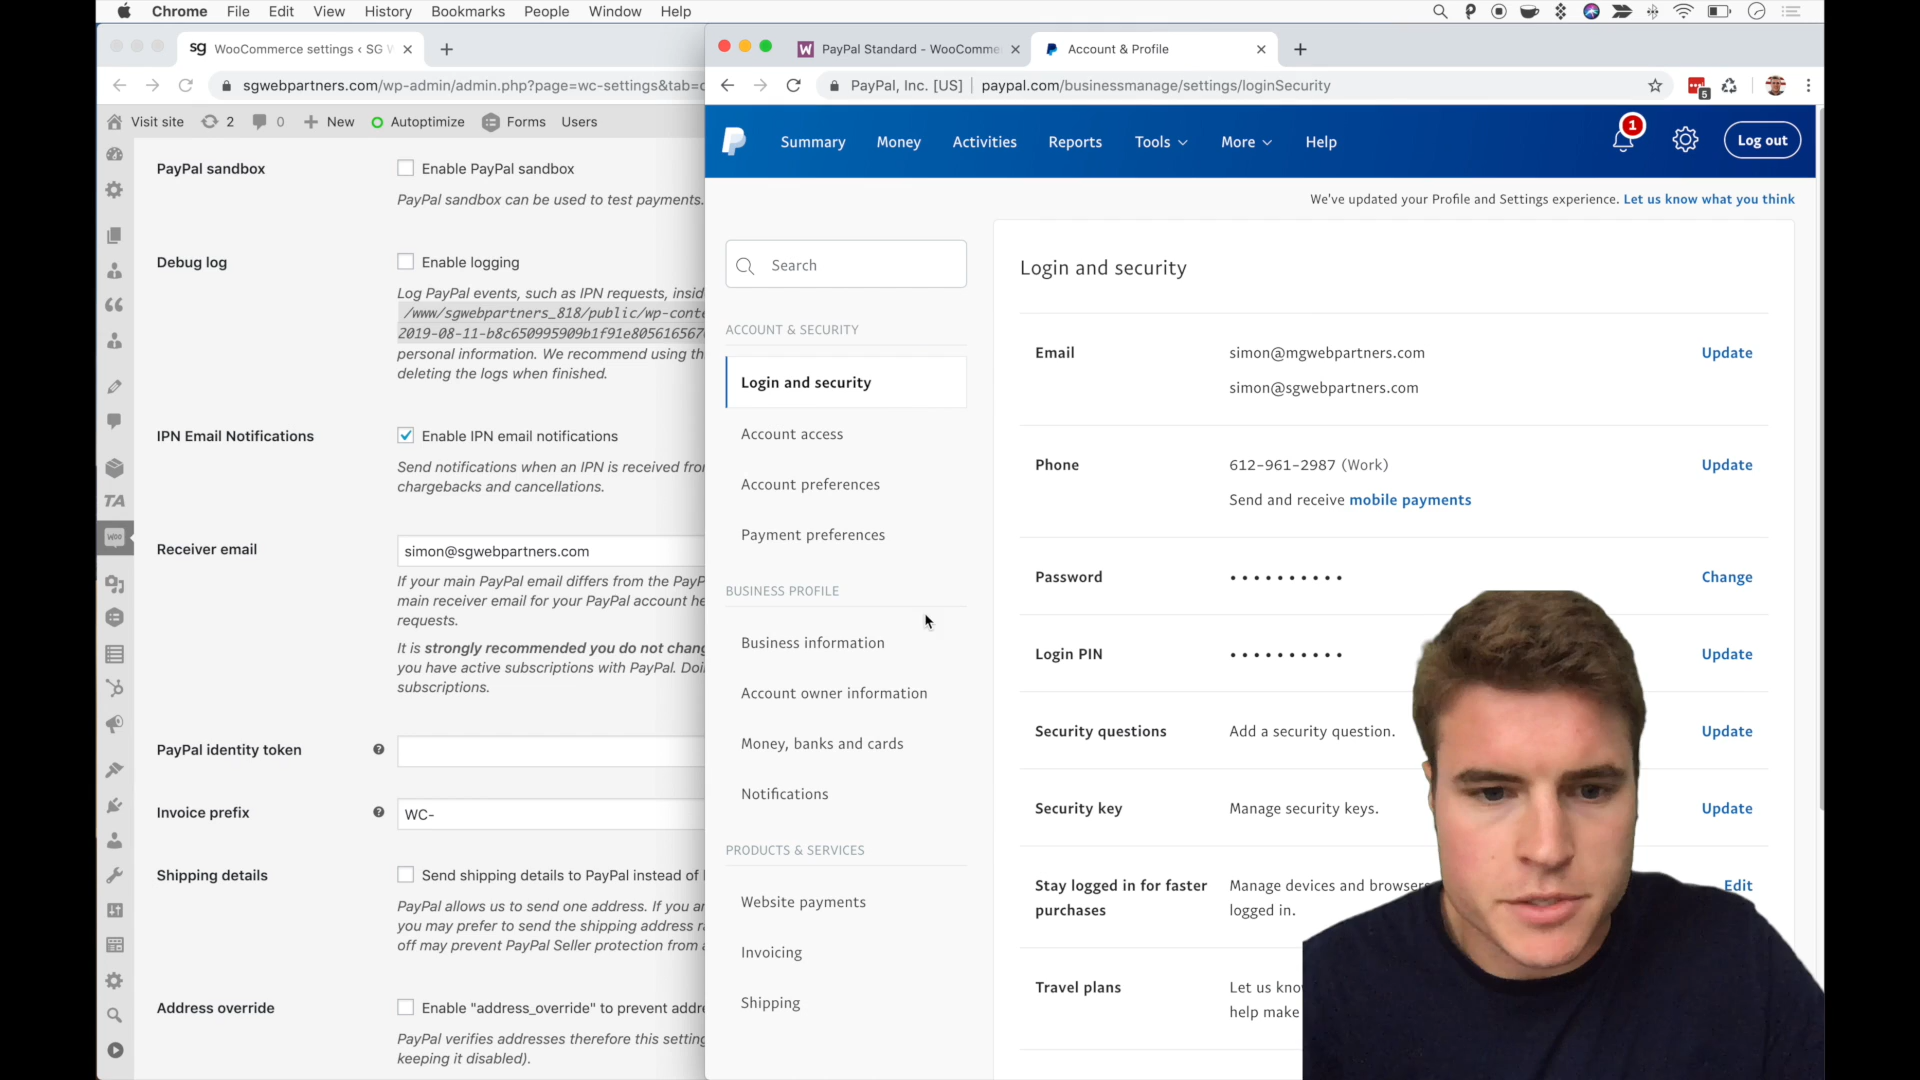 Chrome File Edit View History Bookmarks People Window Help
sg WooCommerce settings ‹ SG W
sgwebpartners.com/wp-admin/admin.php?page=wc-settings&tab=c
Visit site 2 0 New Autoptimize Forms Users
PayPal sandbox Enable PayPal sandbox
PayPal sandbox can be used to test payments.
Debug log Enable logging
Log PayPal events, such as IPN requests, insid
/www/sgwebpartners_818/public/wp-conte
2019-08-11-b8c650995909b1f91e80561656
personal information. We recommend using th
deleting the logs when finished.
IPN Email Notifications Enable IPN email notifications
Send notifications when an IPN is received fro
chargebacks and cancellations.
TA
woo
Receiver email simon@sgwebpartners.com
If your main PayPal email differs from the PayP
main receiver email for your PayPal account he
requests.
It is strongly recommended you do not chang
you have active subscriptions with PayPal. Doi
subscriptions.
PayPal identity token
Invoice prefix WC-
Shipping details Send shipping details to PayPal instead of
PayPal allows us to send one address. If you ar
you may prefer to send the shipping address ra
off may prevent PayPal Seller protection from a
Address override Enable "address_override" to prevent addr
PayPal verifies addresses therefore this setting
keeping it disabled).
W PayPal Standard - WooComme
Account & Profile
PayPal, Inc. [US] | paypal.com/businessmanage/settings/loginSecurity
5
Summary Money Activities Reports Tools More Help 1 Log out
We've updated your Profile and Settings experience. Let us know what you think
Search
ACCOUNT & SECURITY
Login and security
Account access
Account preferences
Payment preferences
BUSINESS PROFILE
Business information
Account owner information
Money, banks and cards
Notifications
PRODUCTS & SERVICES
Website payments
Invoicing
Shipping
Login and security
Email simon@mgwebpartners.com Update
simon@sgwebpartners.com
Phone 612-961-2987 (Work) Update
Send and receive mobile payments
Password •••••••••• Change
Login PIN •••••••••• Update
Security questions Add a security question. Update
Security key Manage security keys. Update
Stay logged in for faster Manage devices and browsers Edit
purchases logged in.
Travel plans Let us kno
help make